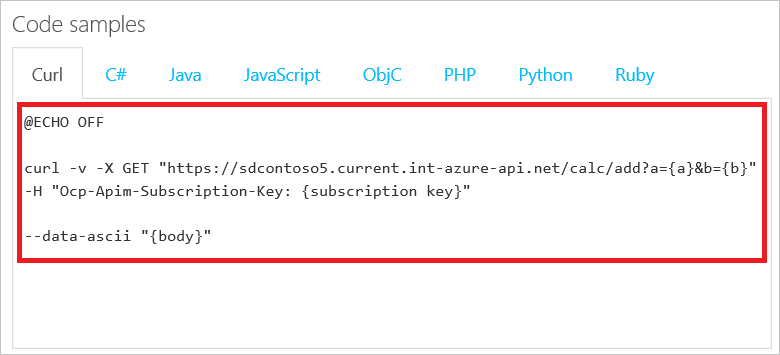 Code samples
Curl C# Java JavaScript ObjC PHP Python Ruby
@ECHO OFF
curl -v -X GET "https://sdcontoso5.current.int-azure-api.net/calc/add?a={a}&b={b}"
-H "Ocp-Apim-Subscription-Key: {subscription key}"
--data-ascii "{body}"